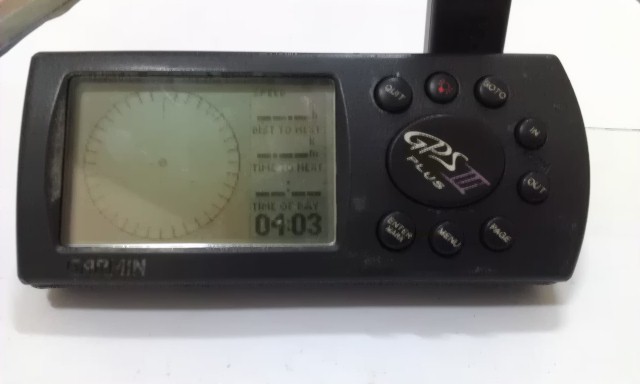 SPEED
DIST TO NEXT
TIME TO NEXT
TIME OF DAY
04:03
GARMIN
QUIT
GOTO
IN
OUT
GPS III
PLUS
ENTER
MARK
MENU
PAGE